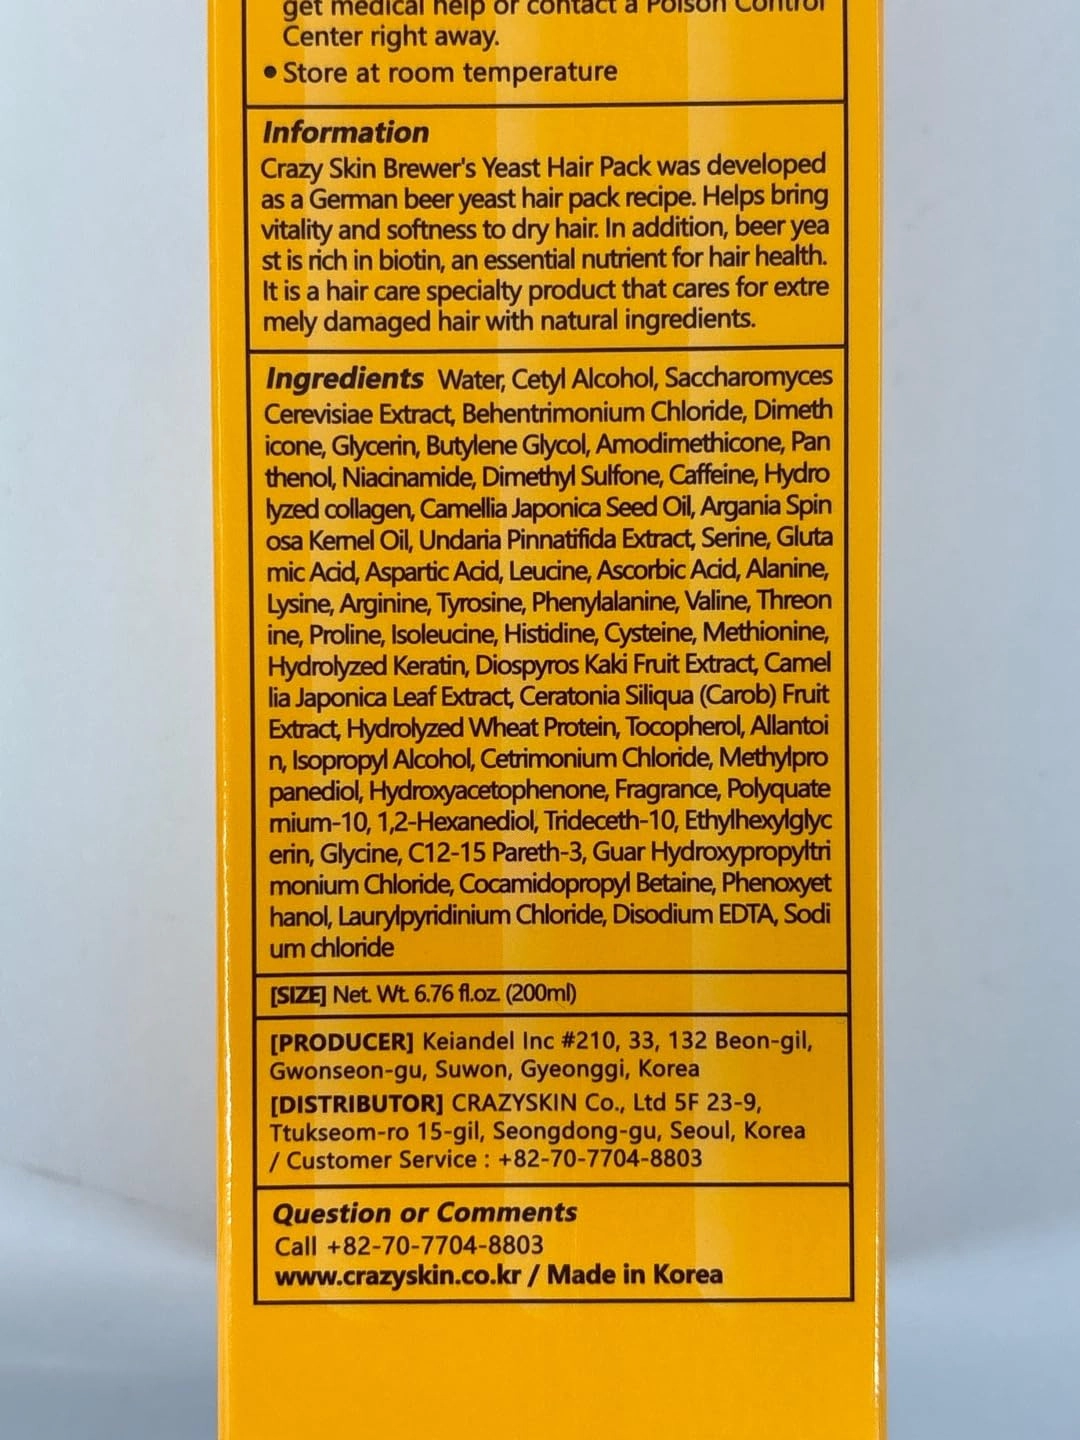 get medical help or contact a Poison Control
Center right away.
• Store at room temperature
Information
Crazy Skin Brewer's Yeast Hair Pack was developed
as a German beer yeast hair pack recipe. Helps bring
vitality and softness to dry hair. In addition, beer yea
st is rich in biotin, an essential nutrient for hair health.
It is a hair care specialty product that cares for extre
mely damaged hair with natural ingredients.
Ingredients Water, Cetyl Alcohol, Saccharomyces
Cerevisiae Extract, Behentrimonium Chloride, Dimeth
icone, Glycerin, Butylene Glycol, Amodimethicone, Pan
thenol, Niacinamide, Dimethyl Sulfone, Caffeine, Hydro
lyzed collagen, Camellia Japonica Seed Oil, Argania Spin
osa Kernel Oil, Undaria Pinnatifida Extract, Serine, Gluta
mic Acid, Aspartic Acid, Leucine, Ascorbic Acid, Alanine,
Lysine, Arginine, Tyrosine, Phenylalanine, Valine, Threon
ine, Proline, Isoleucine, Histidine, Cysteine, Methionine,
Hydrolyzed Keratin, Diospyros Kaki Fruit Extract, Camel
lia Japonica Leaf Extract, Ceratonia Siliqua (Carob) Fruit
Extract, Hydrolyzed Wheat Protein, Tocopherol, Allantoi
n, Isopropyl Alcohol, Cetrimonium Chloride, Methylpro
panediol, Hydroxyacetophenone, Fragrance, Polyquate
mium-10, 1,2-Hexanediol, Trideceth-10, Ethylhexylglyc
erin, Glycine, C12-15 Pareth-3, Guar Hydroxypropyltri
monium Chloride, Cocamidopropyl Betaine, Phenoxyet
hanol, Laurylpyridinium Chloride, Disodium EDTA, Sodi
um chloride
[SIZE] Net. Wt. 6.76 fl.oz. (200ml)
[PRODUCER] Keiandel Inc #210, 33, 132 Beon-gil,
Gwonseon-gu, Suwon, Gyeonggi, Korea
[DISTRIBUTOR] CRAZYSKIN Co., Ltd 5F 23-9,
Ttukseom-ro 15-gil, Seongdong-gu, Seoul, Korea
/ Customer Service : +82-70-7704-8803
Question or Comments
Call +82-70-7704-8803
www.crazyskin.co.kr / Made in Korea